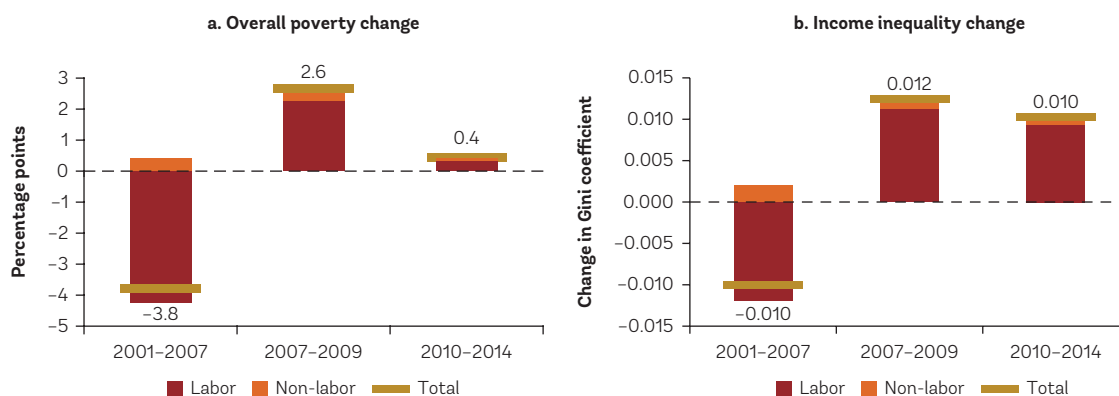 a. Overall poverty change
Percentage points
3
2
1
0
−1
−2
−3
−4
−5
−3.8
2.6
0.4
2001–2007 2007–2009 2010–2014
Labor Non-labor Total
b. Income inequality change
Change in Gini coefficient
0.015
0.010
0.005
0.000
−0.005
−0.010
−0.015
−0.010
0.012
0.010
2001–2007 2007–2009 2010–2014
Labor Non-labor Total